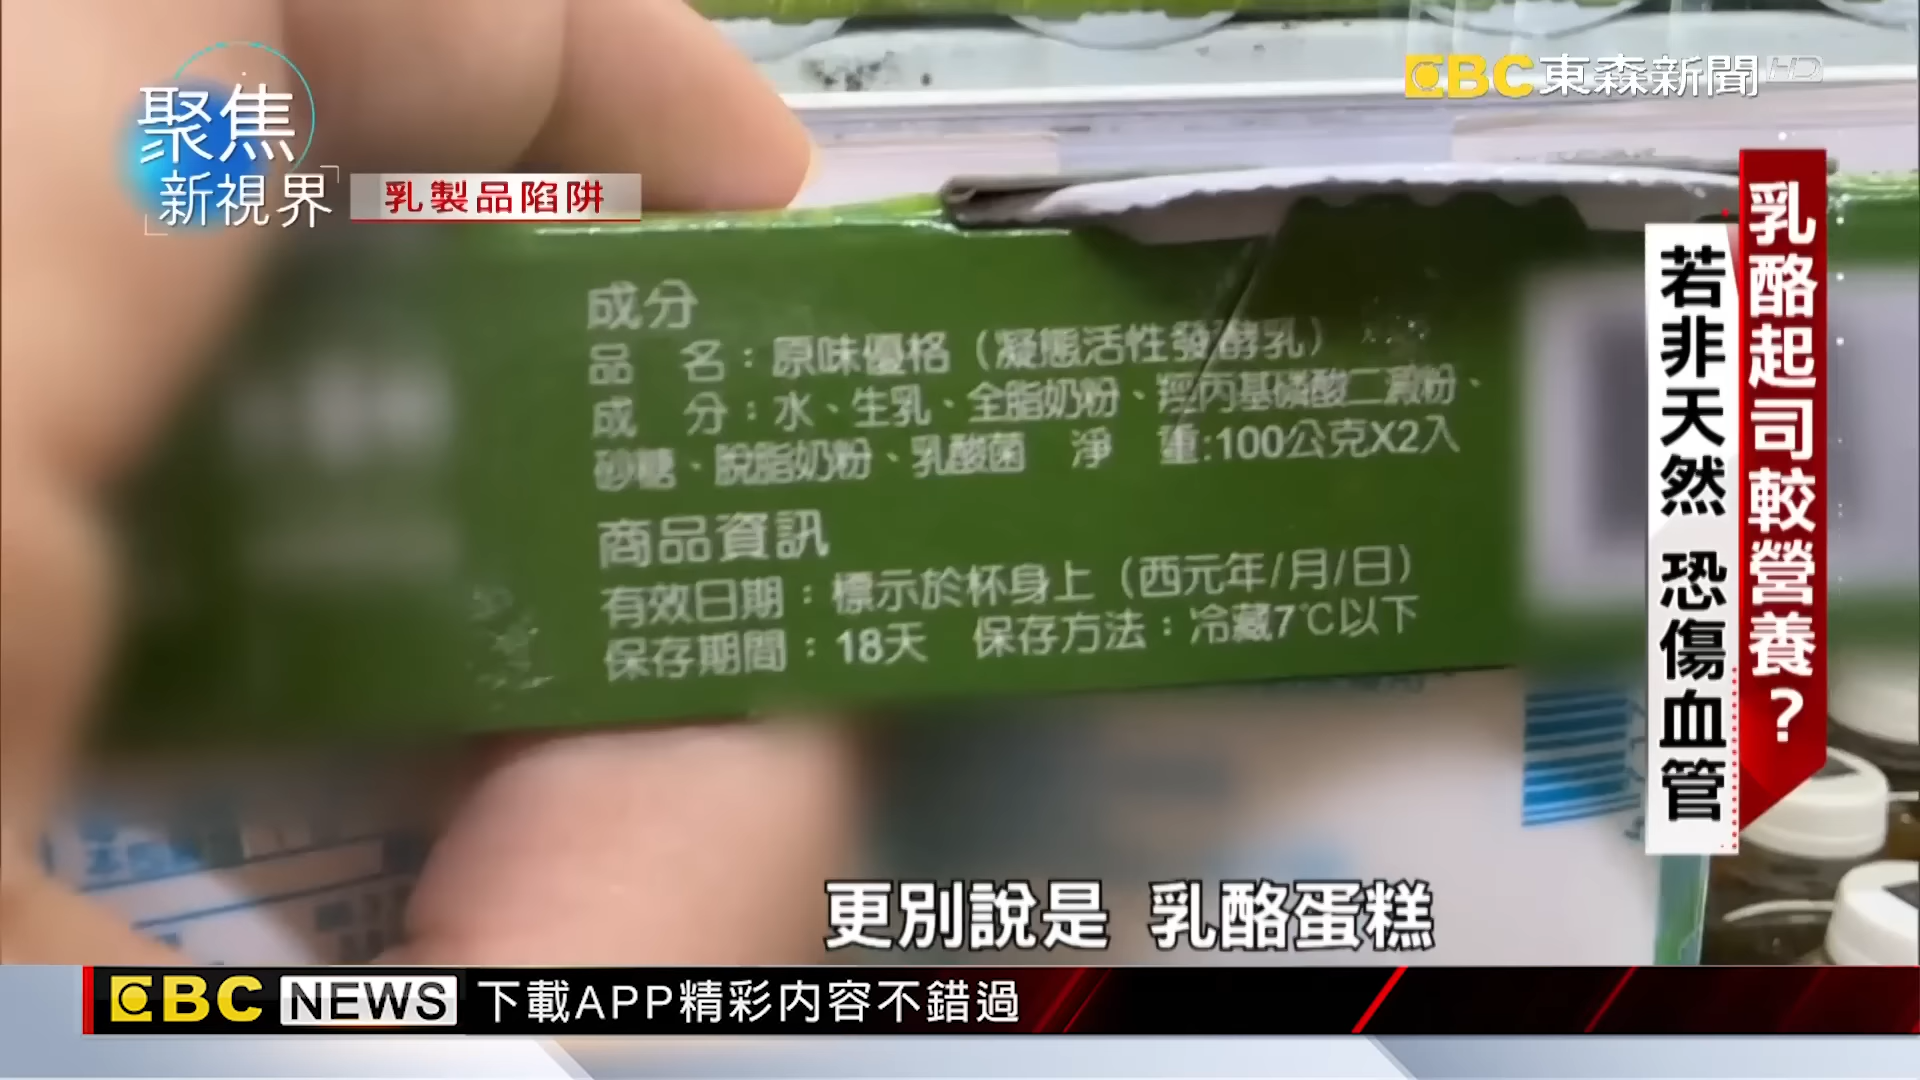 聚焦
新視界
乳製品陷阱
EBC東森新聞HD
乳酪起司較營養?
若非天然 恐傷血管
成分
品 名：原味優格（凝態活性發酵乳）
成 分：水、生乳、全脂奶粉、羥丙基磷酸二澱粉、
砂糖、脫脂奶粉、乳酸菌 淨 重:100公克X2入
商品資訊
有效日期：標示於杯身上（西元年/月/日）
保存期間：18天 保存方法：冷藏7℃以下
更別說是 乳酪蛋糕
EBC NEWS 下載APP精彩內容不錯過